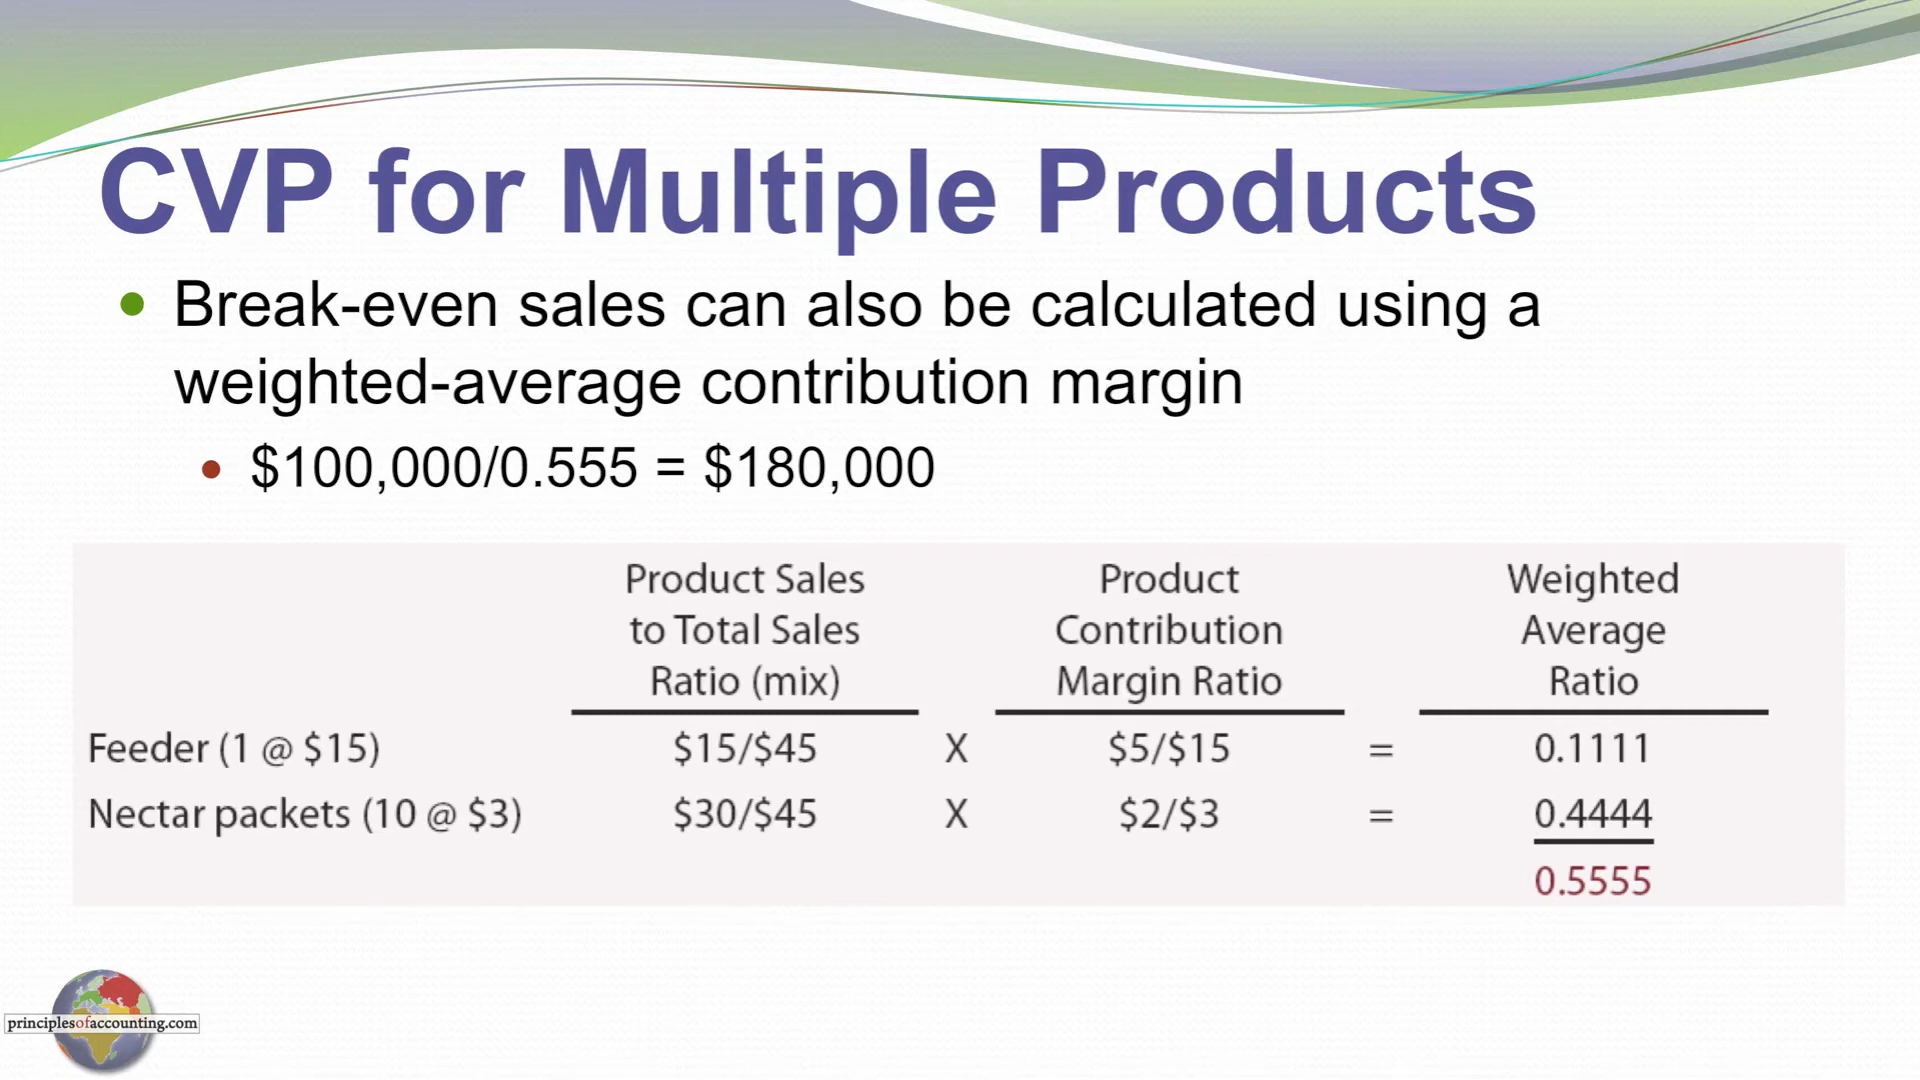 CVP for Multiple Products
Break-even sales can also be calculated using a
weighted-average contribution margin
$100,000/0.555 = $180,000
Product Sales
to Total Sales
Ratio (mix)
Product
Contribution
Margin Ratio
Weighted
Average
Ratio
Feeder (1 @ $15) $15/$45 X $5/$15 = 0.1111
Nectar packets (10 @ $3) $30/$45 X $2/$3 = 0.4444
0.5555
principlesofaccounting.com